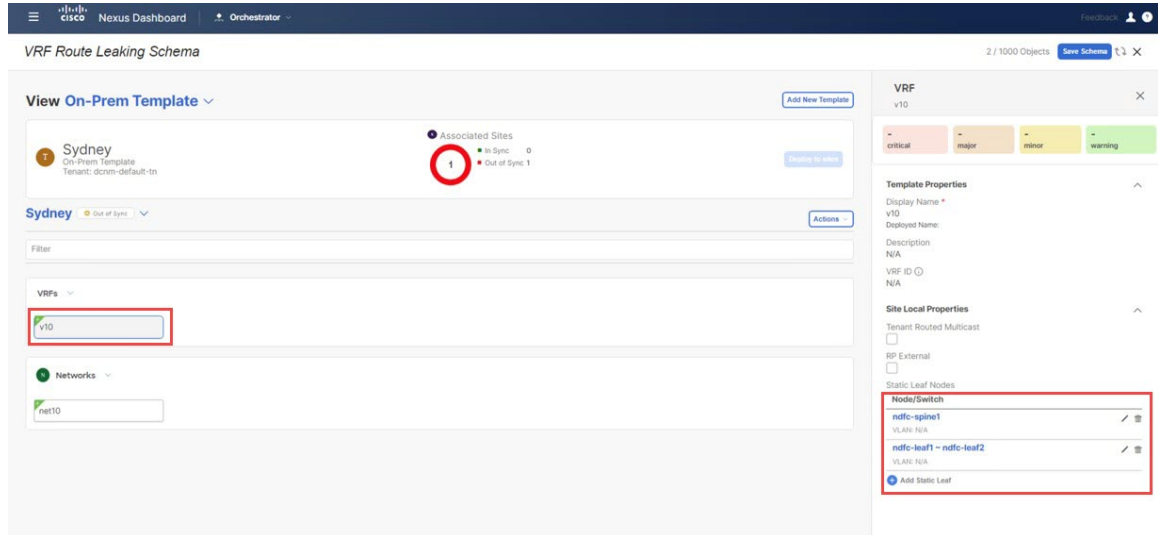 cisco Nexus Dashboard Orchestrator Feedback
VRF Route Leaking Schema 2 / 1000 Objects Save Schema
View On-Prem Template Add New Template
T Sydney
On-Prem Template
Tenant: dcnm-default-tn
Associated Sites
1
In Sync 0
Out of Sync 1
Deploy to sites
Sydney Out of Sync Actions
Filter
VRFs
v10
N Networks
net10
VRF
v10
- - - -
critical major minor warning
Template Properties
Display Name *
v10
Deployed Name:
Description
N/A
VRF ID
N/A
Site Local Properties
Tenant Routed Multicast
RP External
Static Leaf Nodes
Node/Switch
ndfc-spine1
VLAN: N/A
ndfc-leaf1 ~ ndfc-leaf2
VLAN: N/A
Add Static Leaf